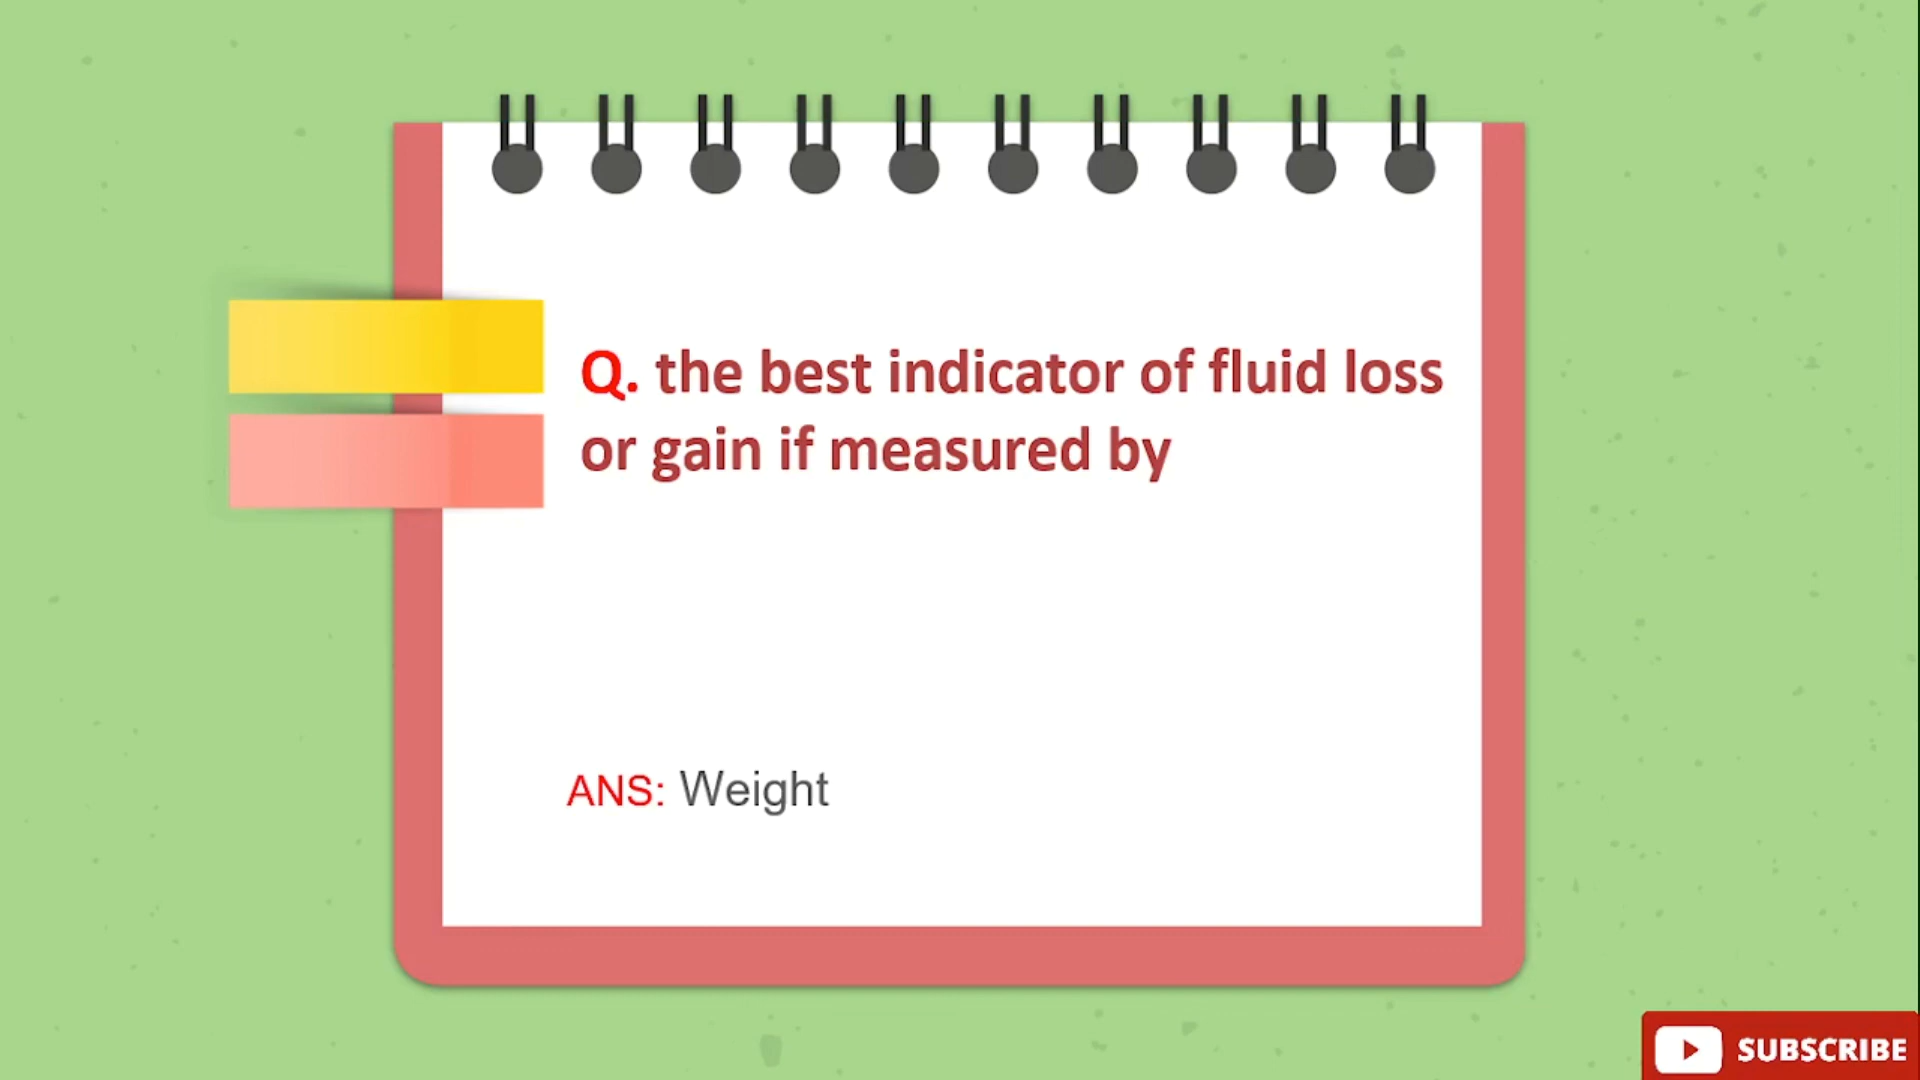 Q. the best indicator of fluid loss
or gain if measured by
ANS: Weight
SUBSCRIBE